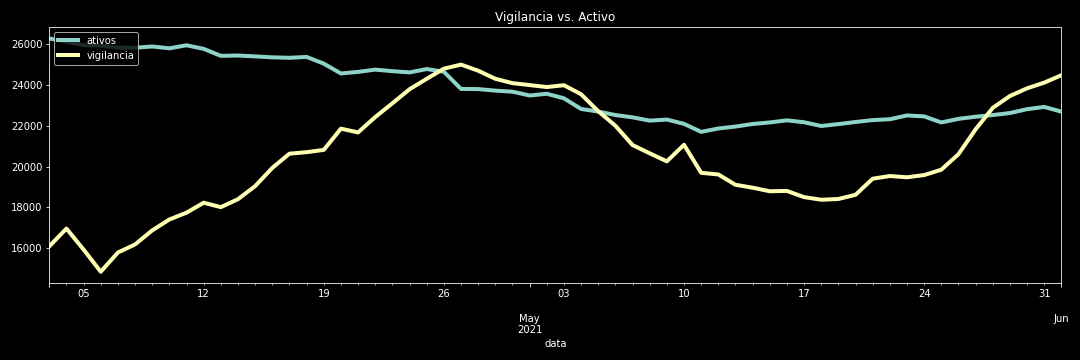 Vigilancia vs. Activo
ativos
vigilancia
26000
24000
22000
20000
18000
16000
05 12 19 26 03 10 17 24 31
May Jun
2021
data